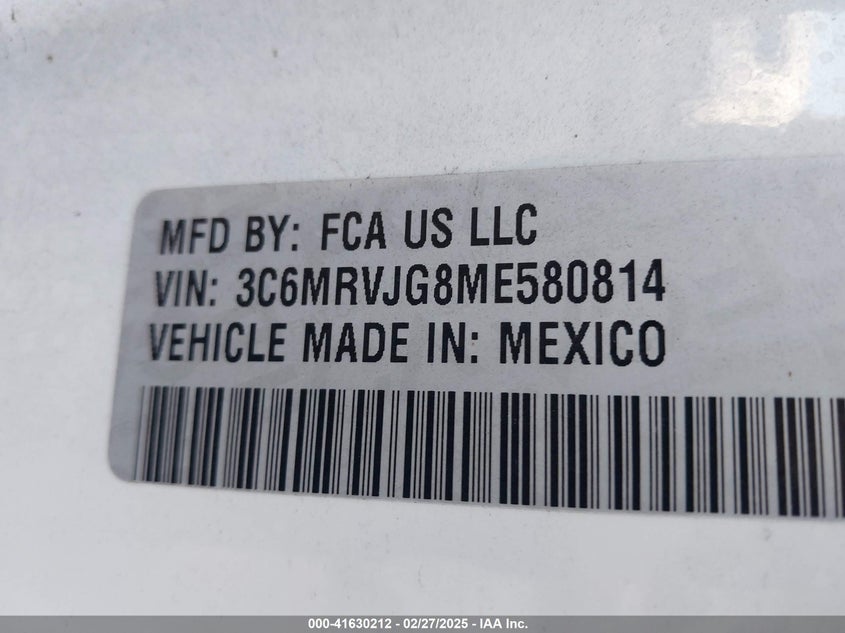 MFD BY: FCA US LLC
VIN: 3C6MRVJG8ME580814
VEHICLE MADE IN: MEXICO
000-41630212 - 02/27/2025 - IAA Inc.